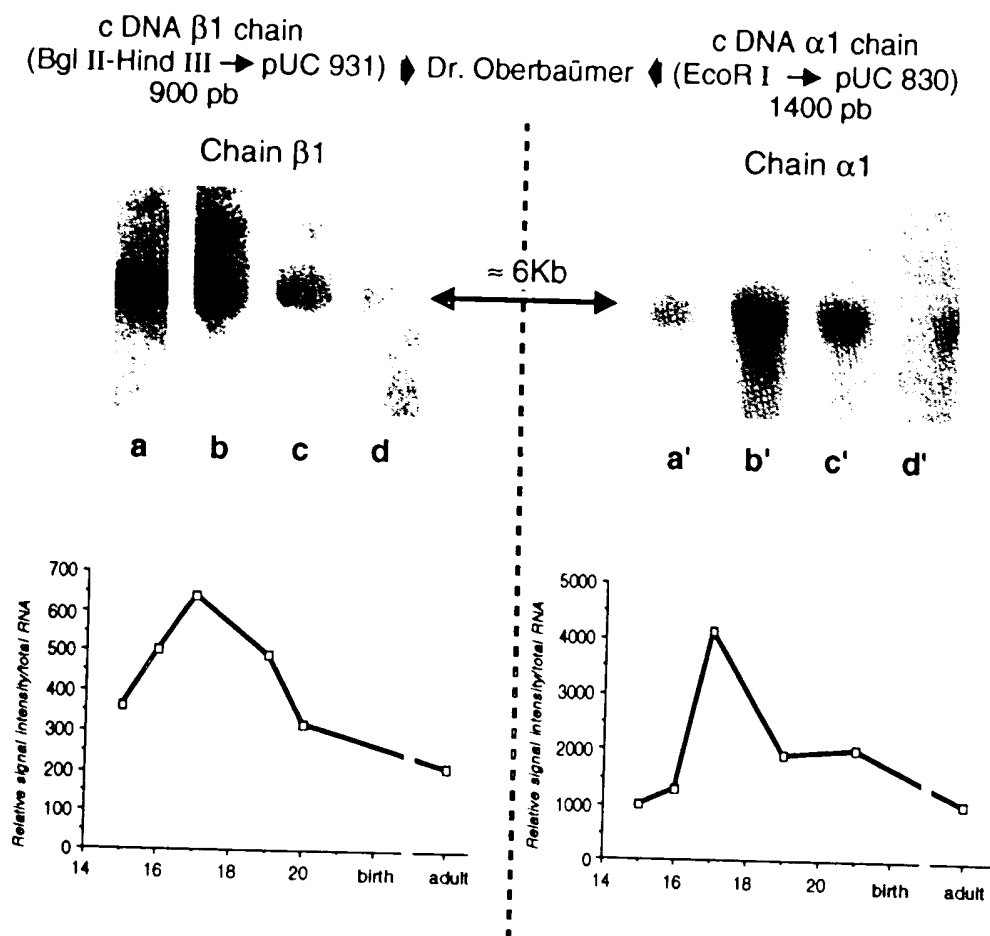 c DNA β1 chain
(Bgl II-Hind III → pUC 931)
900 pb
Dr. Oberbaümer
c DNA α1 chain
(EcoR I → pUC 830)
1400 pb
Chain β1
Chain α1
≈ 6Kb
a b c d
a' b' c' d'
Relative signal intensity/total RNA
700
600
500
400
300
200
100
0
14 16 18 20 birth adult
Relative signal intensity/total RNA
5000
4000
3000
2000
1000
0
14 16 18 20 birth adult